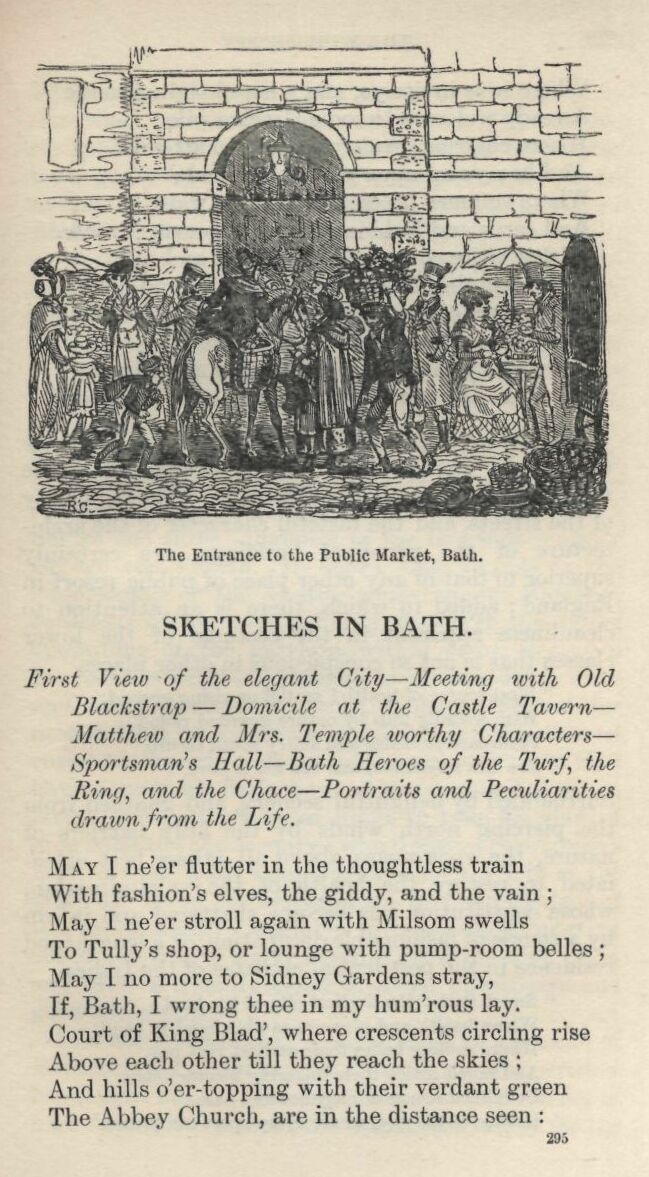 RC
The Entrance to the Public Market, Bath.
SKETCHES IN BATH.
First View of the elegant City—Meeting with Old
Blackstrap — Domicile at the Castle Tavern—
Matthew and Mrs. Temple worthy Characters—
Sportsman's Hall—Bath Heroes of the Turf, the
Ring, and the Chace—Portraits and Peculiarities
drawn from the Life.
MAY I ne'er flutter in the thoughtless train
With fashion's elves, the giddy, and the vain ;
May I ne'er stroll again with Milsom swells
To Tully's shop, or lounge with pump-room belles ;
May I no more to Sidney Gardens stray,
If, Bath, I wrong thee in my hum'rous lay.
Court of King Blad', where crescents circling rise
Above each other till they reach the skies ;
And hills o'er-topping with their verdant green
The Abbey Church, are in the distance seen :
295